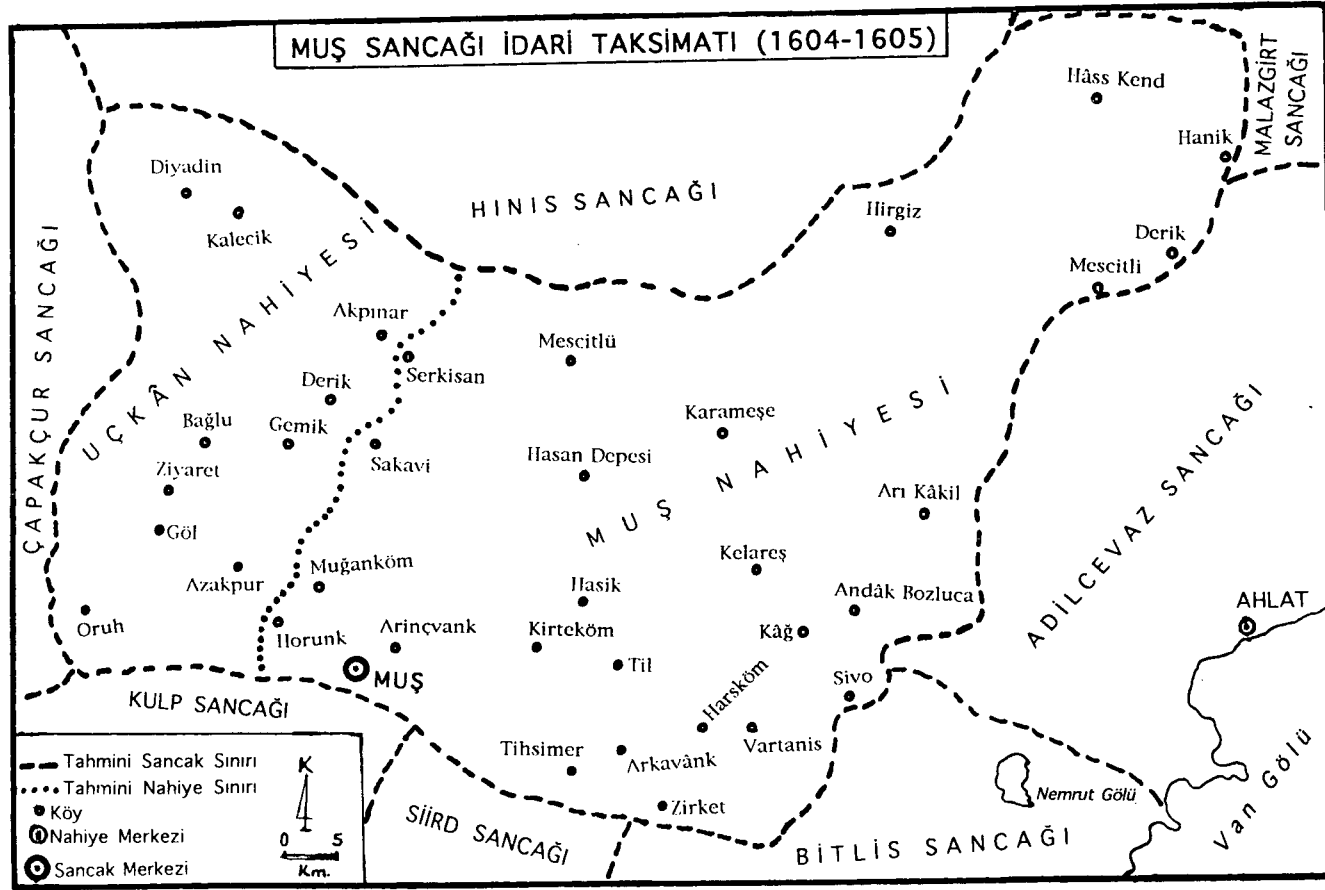 MUŞ SANCAĞI İDARİ TAKSİMATI (1604-1605)
Hâss Kend
MALAZGİRT
SANCAĞI
Hanik
Diyadin
Kalecik
HINIS SANCAĞI
Hirgiz
Derik
Mescitli
ÇAPAKÇUR SANCAĞI
UÇKÂN NAHİYESİ
Akpınar
Serkisan
Mescitlü
Derik
Bağlu
Gemik
Sakavi
Karameşe
Ziyaret
Hasan Depesi
MUŞ NAHİYESİ
Arı Kâkil
ADİLCEVAZ SANCAĞI
Göl
Azakpur
Muğanköm
Kelareş
Hasik
Andâk Bozluca
AHLAT
Oruh
Horunk
Arinçvank
Kirteköm
Kâğ
MUŞ
Til
Harsköm
Sivo
KULP SANCAĞI
Vartanis
Tihsimer
Arkavânk
Zirket
SİİRD SANCAĞI
BİTLİS SANCAĞI
Nemrut Gölü
Van Gölü
Tahmini Sancak Sınırı
Tahmini Nahiye Sınırı
Köy
Nahiye Merkezi
Sancak Merkezi
K
0 5
Km.